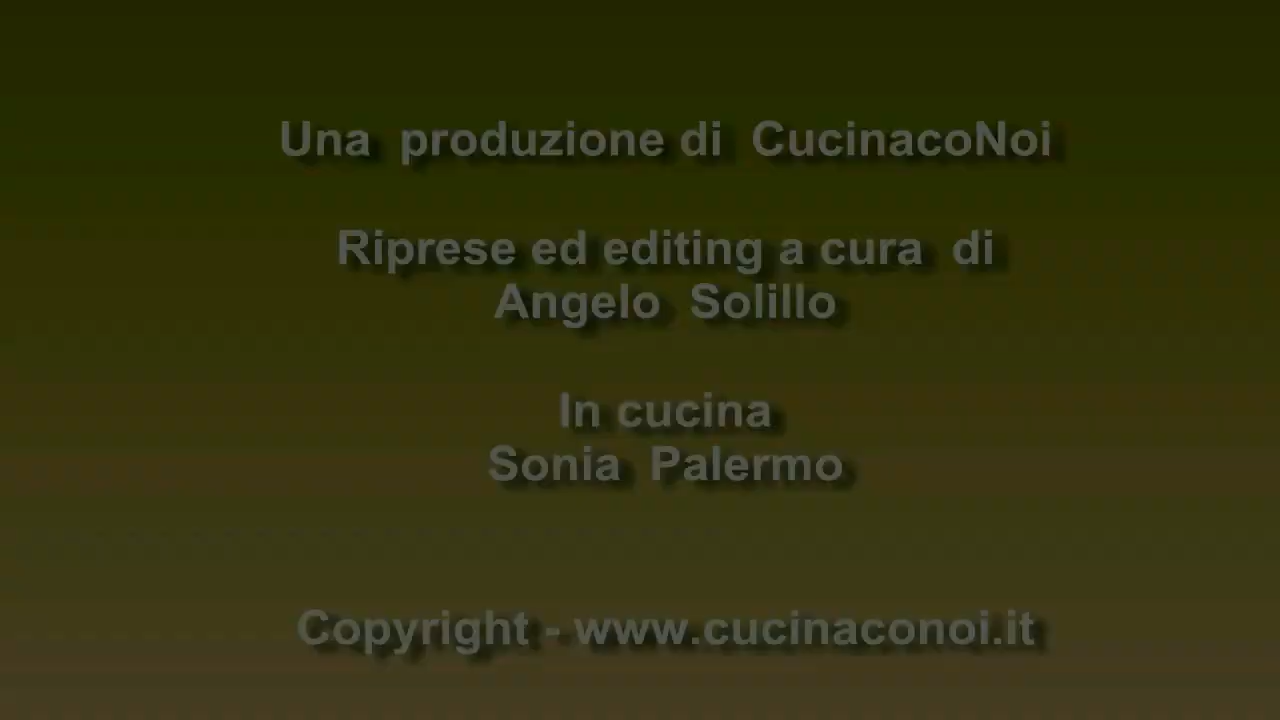 Una produzione di CucinacoNoi
Riprese ed editing a cura di
Angelo Solillo
In cucina
Sonia Palermo
Copyright - www.cucinaconoi.it